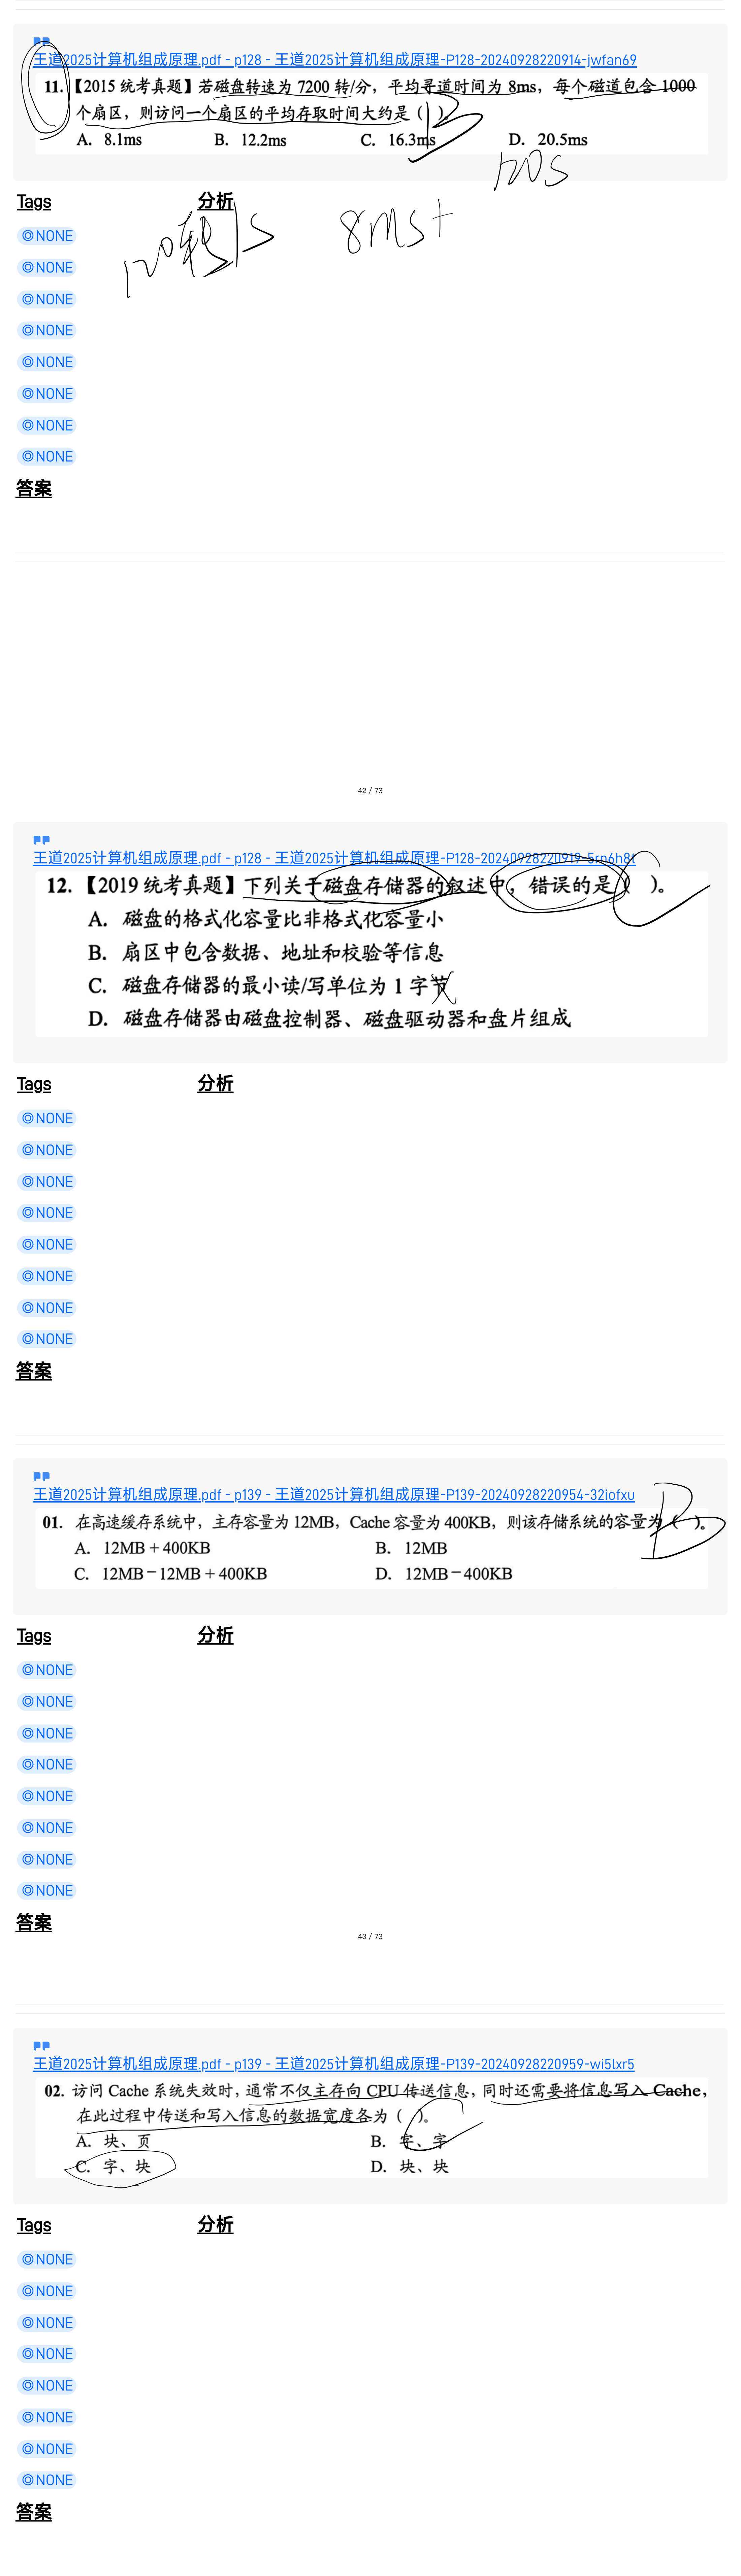 王道2025计算机组成原理.pdf - p128 - 王道2025计算机组成原理-P128-20240928220914-jwfan69
11. 【2015 统考真题】若磁盘转速为 7200 转/分，平均寻道时间为 8ms，每个磁道包含 1000
个扇区，则访问一个扇区的平均存取时间大约是（ ）。
B
A. 8.1ms B. 12.2ms C. 16.3ms D. 20.5ms
120s
Tags 分析
120转/s 8ms+
◎NONE
◎NONE
◎NONE
◎NONE
◎NONE
◎NONE
◎NONE
◎NONE
答案
42 / 73
王道2025计算机组成原理.pdf - p128 - 王道2025计算机组成原理-P128-20240928220919-5rn6h8t
12. 【2019 统考真题】下列关于磁盘存储器的叙述中，错误的是（ ）。
A. 磁盘的格式化容量比非格式化容量小
B. 扇区中包含数据、地址和校验等信息
C. 磁盘存储器的最小读/写单位为 1 字节
D. 磁盘存储器由磁盘控制器、磁盘驱动器和盘片组成
Tags 分析
◎NONE
◎NONE
◎NONE
◎NONE
◎NONE
◎NONE
◎NONE
◎NONE
答案
王道2025计算机组成原理.pdf - p139 - 王道2025计算机组成原理-P139-20240928220954-32iofxu
01. 在高速缓存系统中，主存容量为 12MB，Cache 容量为 400KB，则该存储系统的容量为（ ）。
B
A. 12MB + 400KB B. 12MB
C. 12MB－12MB + 400KB D. 12MB－400KB
Tags 分析
◎NONE
◎NONE
◎NONE
◎NONE
◎NONE
◎NONE
◎NONE
◎NONE
答案
43 / 73
王道2025计算机组成原理.pdf - p139 - 王道2025计算机组成原理-P139-20240928220959-wi5lxr5
02. 访问 Cache 系统失效时，通常不仅主存向 CPU 传送信息，同时还需要将信息写入 Cache，
在此过程中传送和写入信息的数据宽度各为（ ）。
C
A. 块、页 B. 字、字
C. 字、块 D. 块、块
Tags 分析
◎NONE
◎NONE
◎NONE
◎NONE
◎NONE
◎NONE
◎NONE
◎NONE
答案